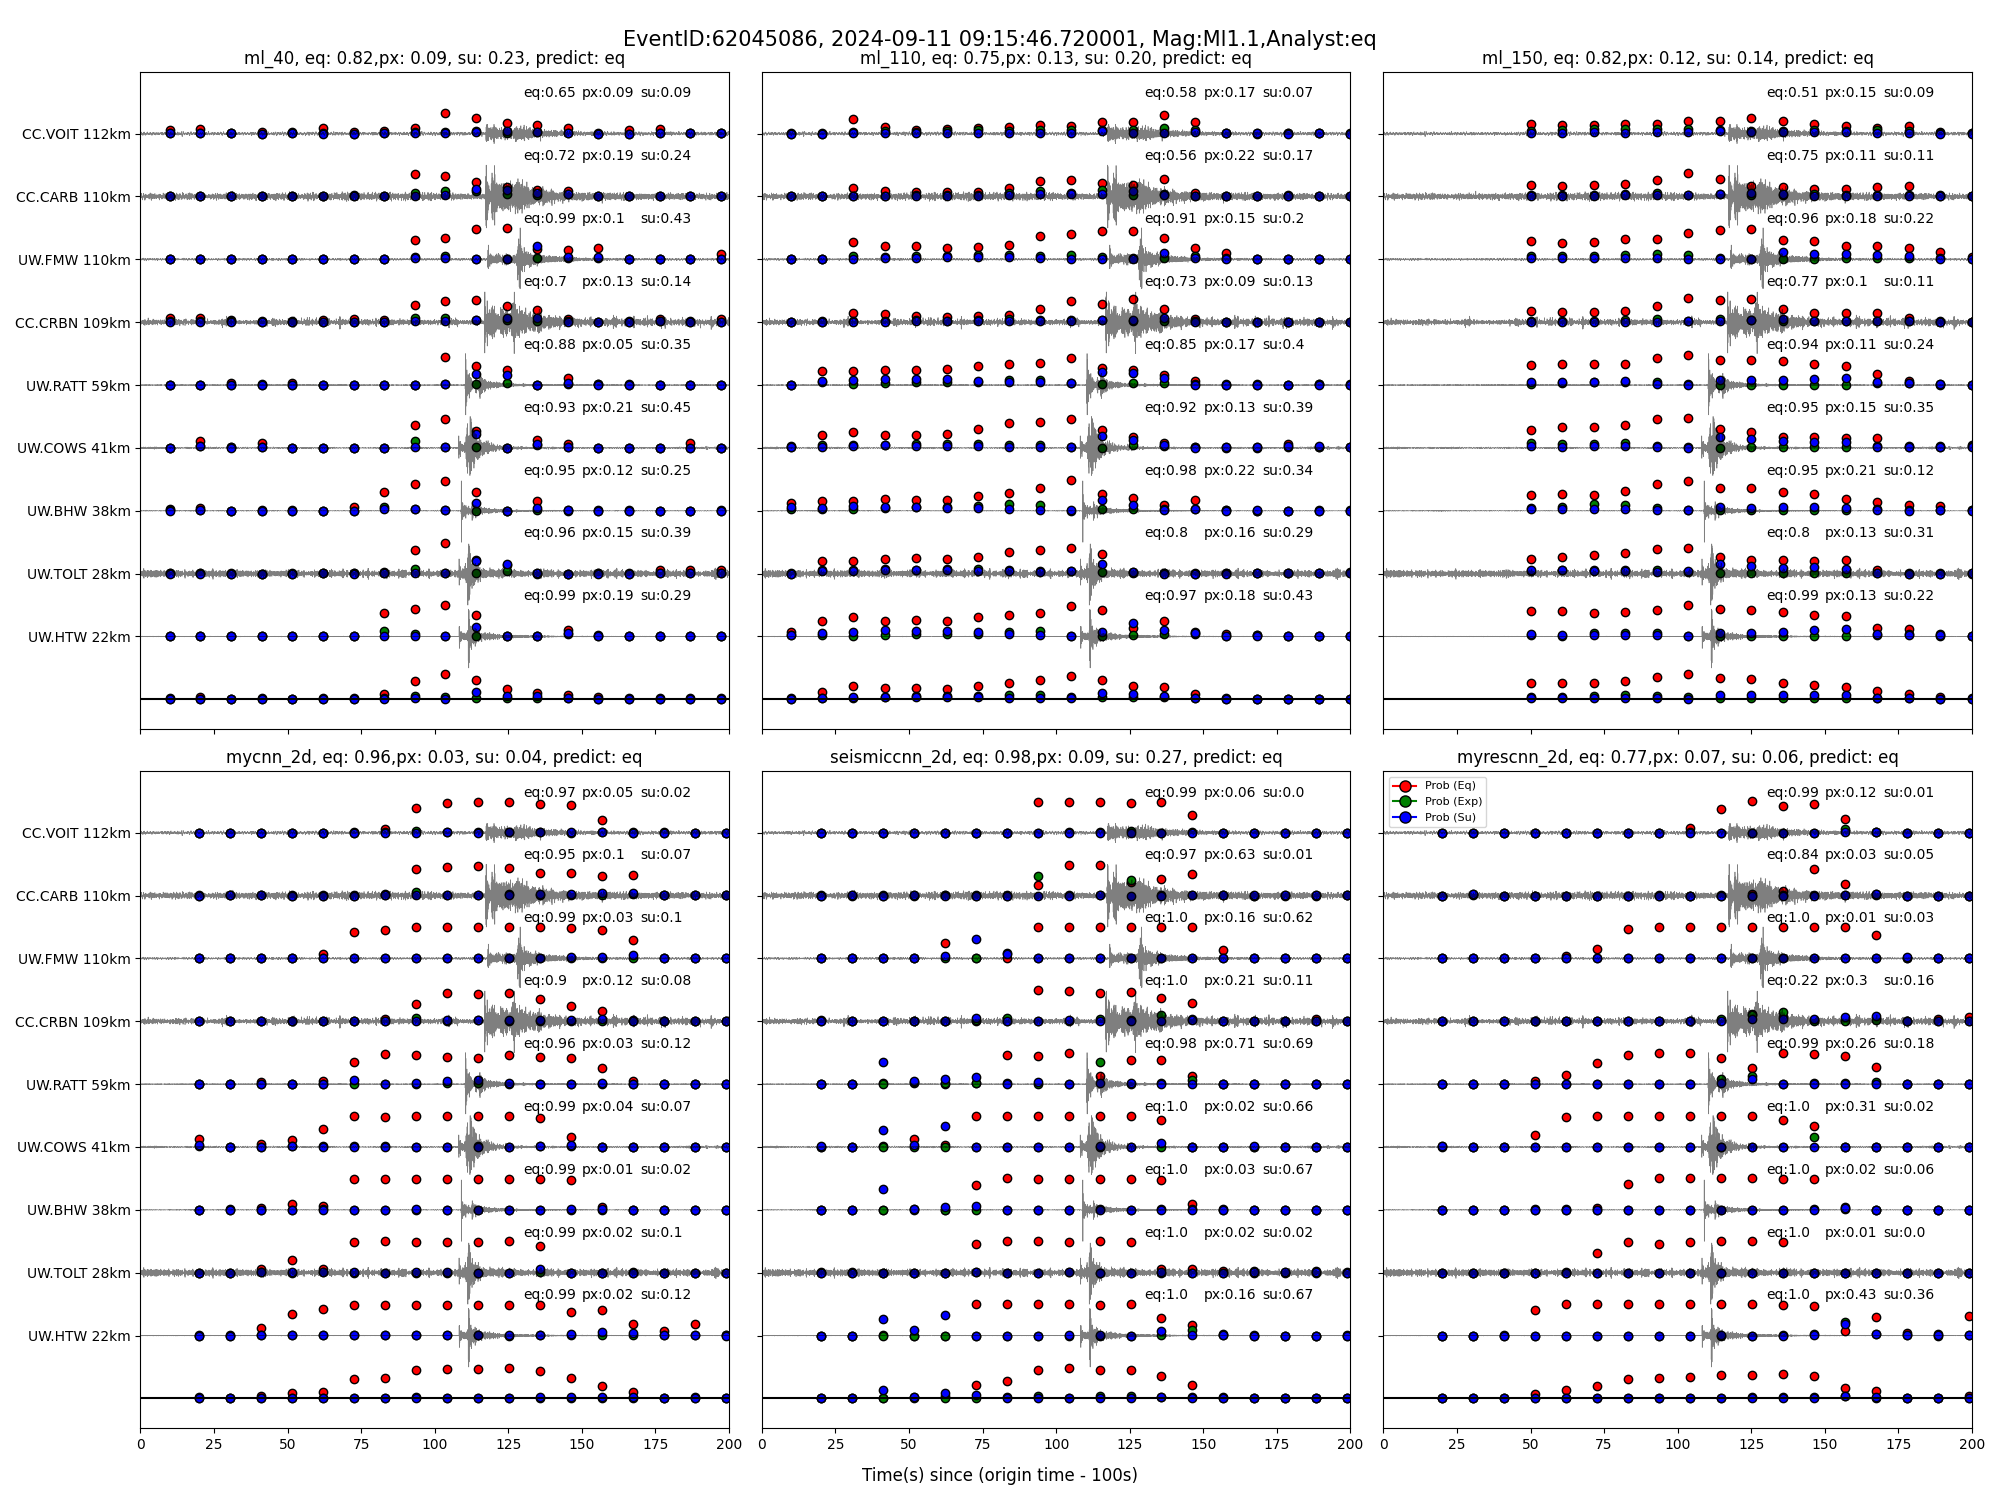 EventID:62045086, 2024-09-11 09:15:46.720001, Mag:Ml1.1,Analyst:eq
ml_40, eq: 0.82,px: 0.09, su: 0.23, predict: eq
eq:0.65 px:0.09 su:0.09
CC.VOIT 112km
eq:0.72 px:0.19 su:0.24
CC.CARB 110km
eq:0.99 px:0.1 su:0.43
UW.FMW 110km
eq:0.7 px:0.13 su:0.14
CC.CRBN 109km
eq:0.88 px:0.05 su:0.35
UW.RATT 59km
eq:0.93 px:0.21 su:0.45
UW.COWS 41km
eq:0.95 px:0.12 su:0.25
UW.BHW 38km
eq:0.96 px:0.15 su:0.39
UW.TOLT 28km
eq:0.99 px:0.19 su:0.29
UW.HTW 22km
ml_110, eq: 0.75,px: 0.13, su: 0.20, predict: eq
eq:0.58 px:0.17 su:0.07
eq:0.56 px:0.22 su:0.17
eq:0.91 px:0.15 su:0.2
eq:0.73 px:0.09 su:0.13
eq:0.85 px:0.17 su:0.4
eq:0.92 px:0.13 su:0.39
eq:0.98 px:0.22 su:0.34
eq:0.8 px:0.16 su:0.29
eq:0.97 px:0.18 su:0.43
ml_150, eq: 0.82,px: 0.12, su: 0.14, predict: eq
eq:0.51 px:0.15 su:0.09
eq:0.75 px:0.11 su:0.11
eq:0.96 px:0.18 su:0.22
eq:0.77 px:0.1 su:0.11
eq:0.94 px:0.11 su:0.24
eq:0.95 px:0.15 su:0.35
eq:0.95 px:0.21 su:0.12
eq:0.8 px:0.13 su:0.31
eq:0.99 px:0.13 su:0.22
mycnn_2d, eq: 0.96,px: 0.03, su: 0.04, predict: eq
eq:0.97 px:0.05 su:0.02
CC.VOIT 112km
eq:0.95 px:0.1 su:0.07
CC.CARB 110km
eq:0.99 px:0.03 su:0.1
UW.FMW 110km
eq:0.9 px:0.12 su:0.08
CC.CRBN 109km
eq:0.96 px:0.03 su:0.12
UW.RATT 59km
eq:0.99 px:0.04 su:0.07
UW.COWS 41km
eq:0.99 px:0.01 su:0.02
UW.BHW 38km
eq:0.99 px:0.02 su:0.1
UW.TOLT 28km
eq:0.99 px:0.02 su:0.12
UW.HTW 22km
0 25 50 75 100 125 150 175 200
seismiccnn_2d, eq: 0.98,px: 0.09, su: 0.27, predict: eq
eq:0.99 px:0.06 su:0.0
eq:0.97 px:0.63 su:0.01
eq:1.0 px:0.16 su:0.62
eq:1.0 px:0.21 su:0.11
eq:0.98 px:0.71 su:0.69
eq:1.0 px:0.02 su:0.66
eq:1.0 px:0.03 su:0.67
eq:1.0 px:0.02 su:0.02
eq:1.0 px:0.16 su:0.67
0 25 50 75 100 125 150 175 200
myrescnn_2d, eq: 0.77,px: 0.07, su: 0.06, predict: eq
Prob (Eq)
Prob (Exp)
Prob (Su)
eq:0.99 px:0.12 su:0.01
eq:0.84 px:0.03 su:0.05
eq:1.0 px:0.01 su:0.03
eq:0.22 px:0.3 su:0.16
eq:0.99 px:0.26 su:0.18
eq:1.0 px:0.31 su:0.02
eq:1.0 px:0.02 su:0.06
eq:1.0 px:0.01 su:0.0
eq:1.0 px:0.43 su:0.36
0 25 50 75 100 125 150 175 200
Time(s) since (origin time - 100s)